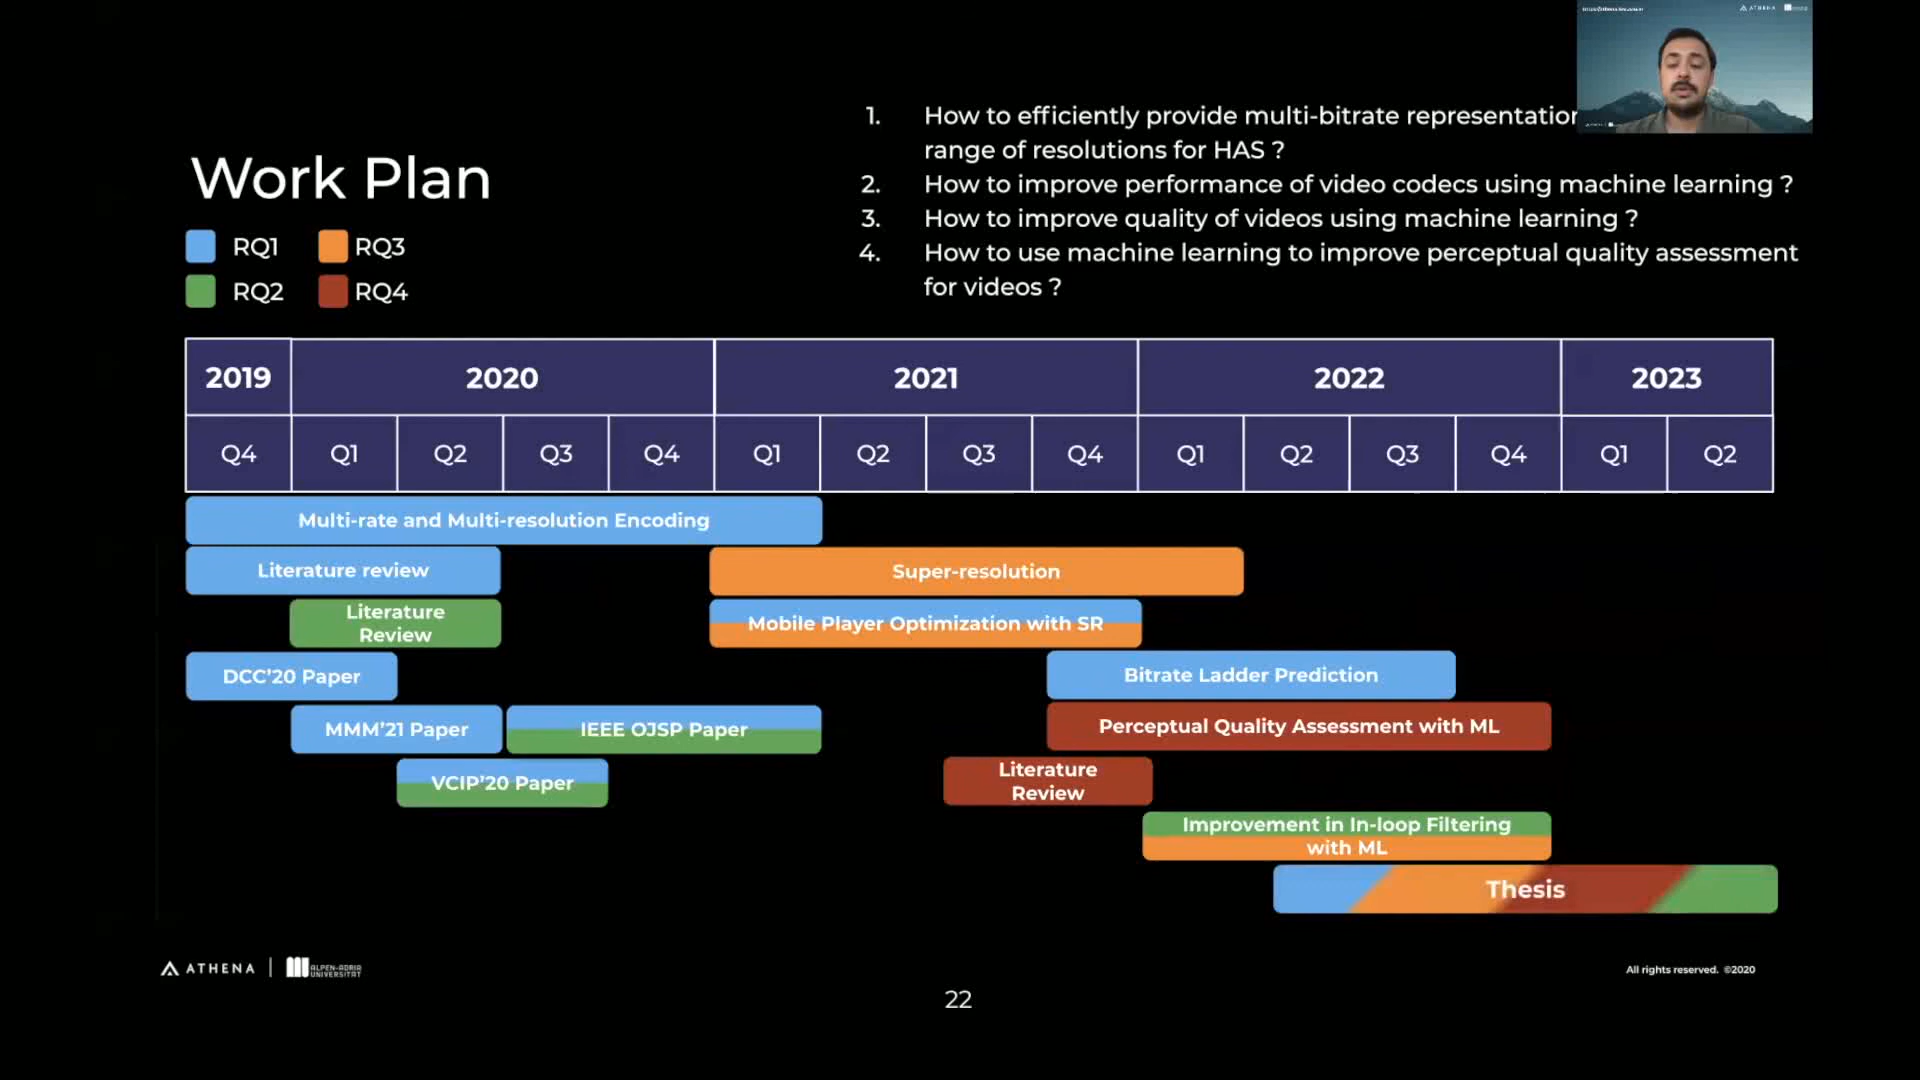 Work Plan
RQ1
RQ3
RQ2
RQ4
1. How to efficiently provide multi-bitrate representation
range of resolutions for HAS ?
2. How to improve performance of video codecs using machine learning ?
3. How to improve quality of videos using machine learning ?
4. How to use machine learning to improve perceptual quality assessment
for videos ?
ATHENA
2019 2020 2021 2022 2023
Q4 Q1 Q2 Q3 Q4 Q1 Q2 Q3 Q4 Q1 Q2 Q3 Q4 Q1 Q2
Multi-rate and Multi-resolution Encoding
Literature review
Super-resolution
Literature
Review
Mobile Player Optimization with SR
DCC'20 Paper
Bitrate Ladder Prediction
MMM'21 Paper
IEEE OJSP Paper
Perceptual Quality Assessment with ML
VCIP'20 Paper
Literature
Review
Improvement in In-loop Filtering
with ML
Thesis
ATHENA
ALPEN-ADRIA
UNIVERSITÄT
All rights reserved. ©2020
22